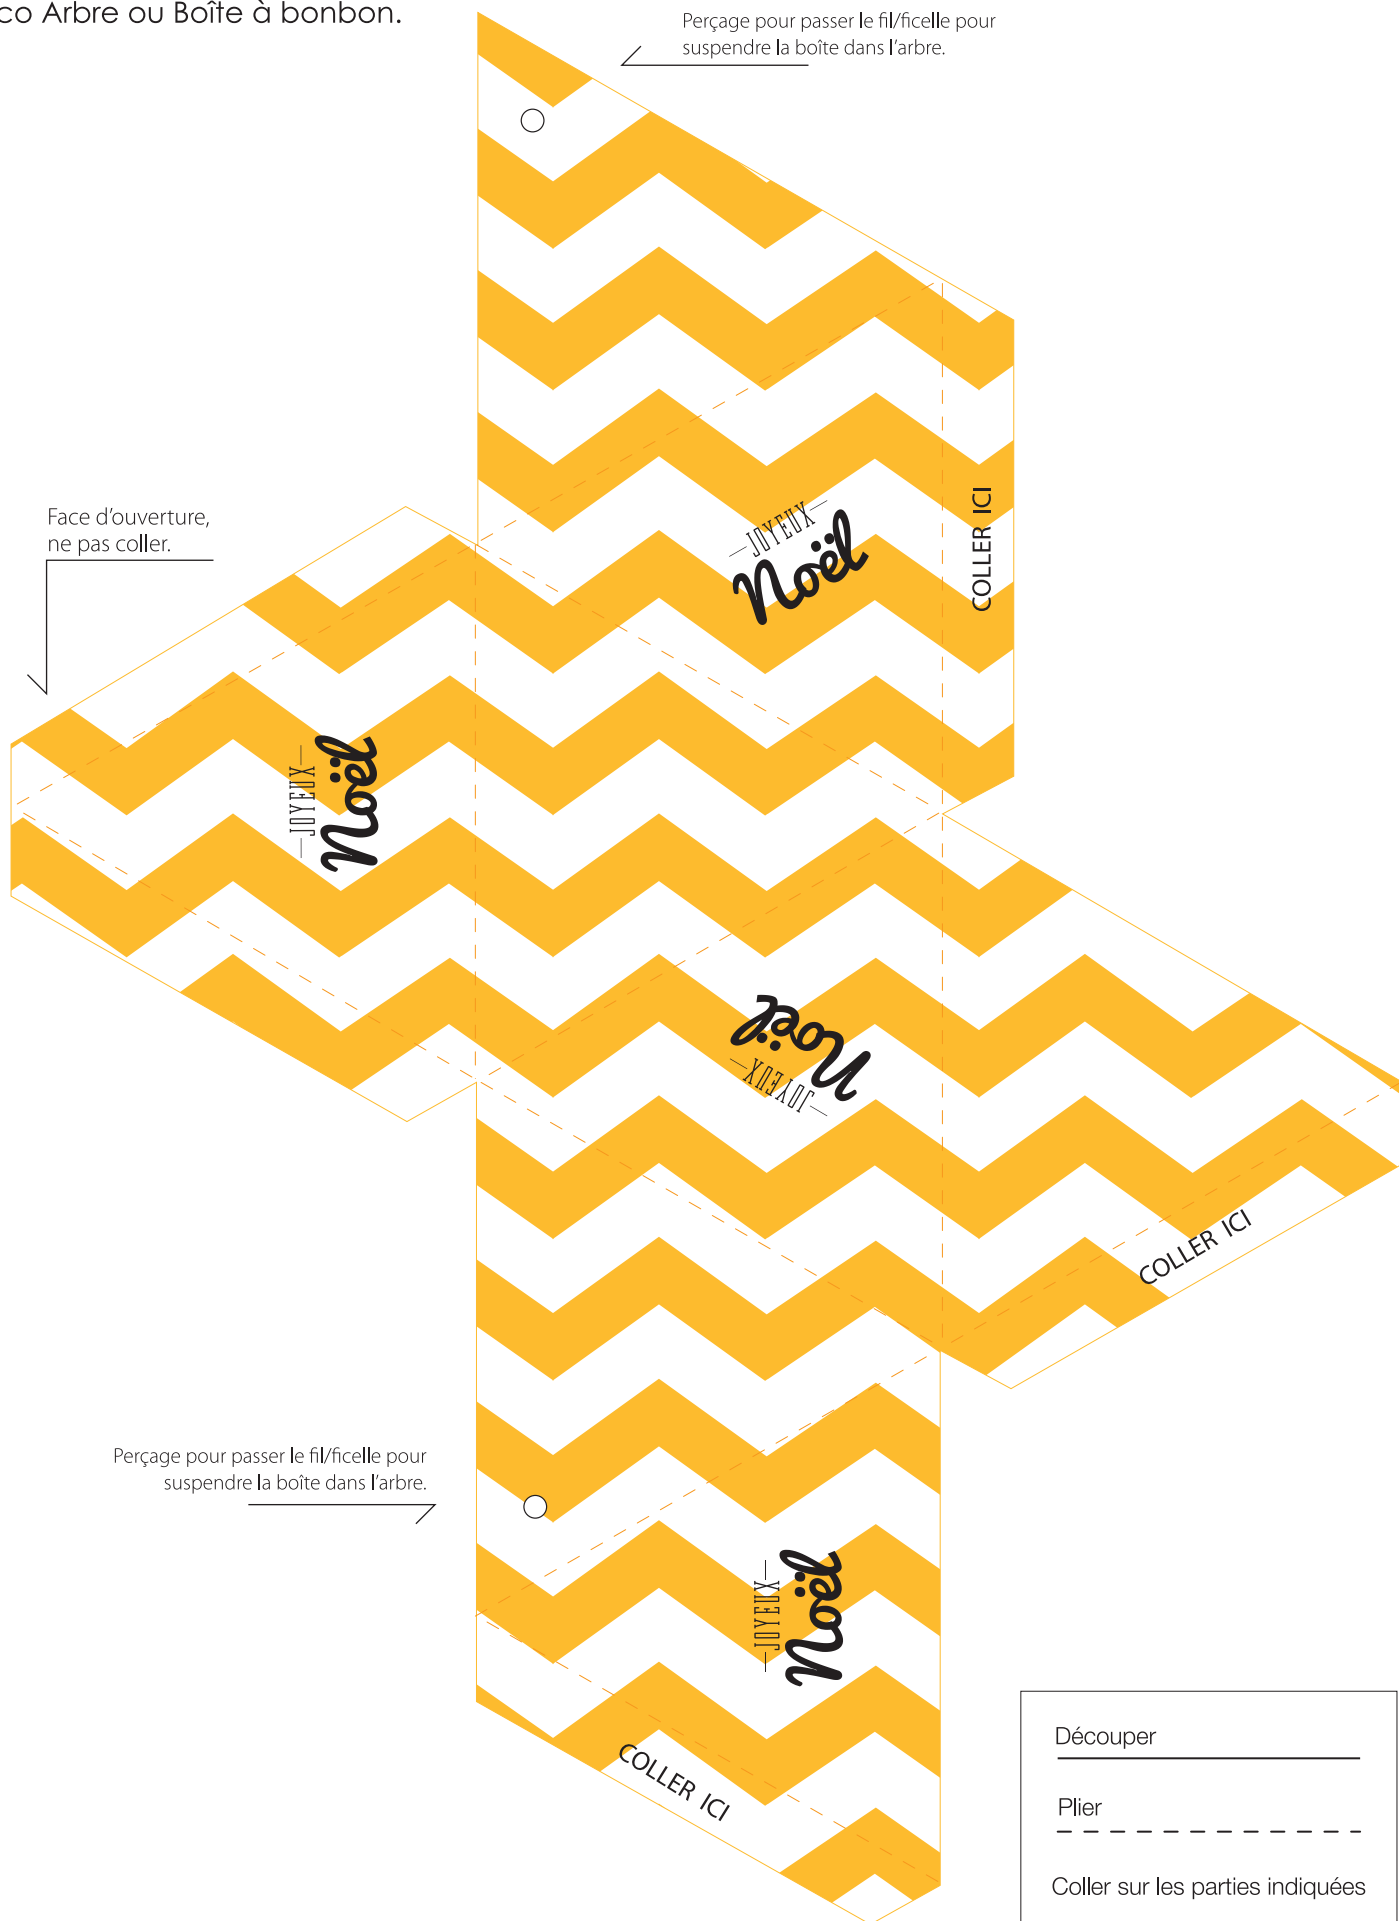 co Arbre ou Boîte à bonbon.
Perçage pour passer le fil/ficelle pour
suspendre la boîte dans l'arbre.
Face d'ouverture,
ne pas coller.
JOYEUX
Noël
COLLER ICI
JOYEUX
Noël
Noël
JOYEUX
COLLER ICI
Perçage pour passer le fil/ficelle pour
suspendre la boîte dans l'arbre.
JOYEUX
Noël
COLLER ICI
Découper
Plier
Coller sur les parties indiquées